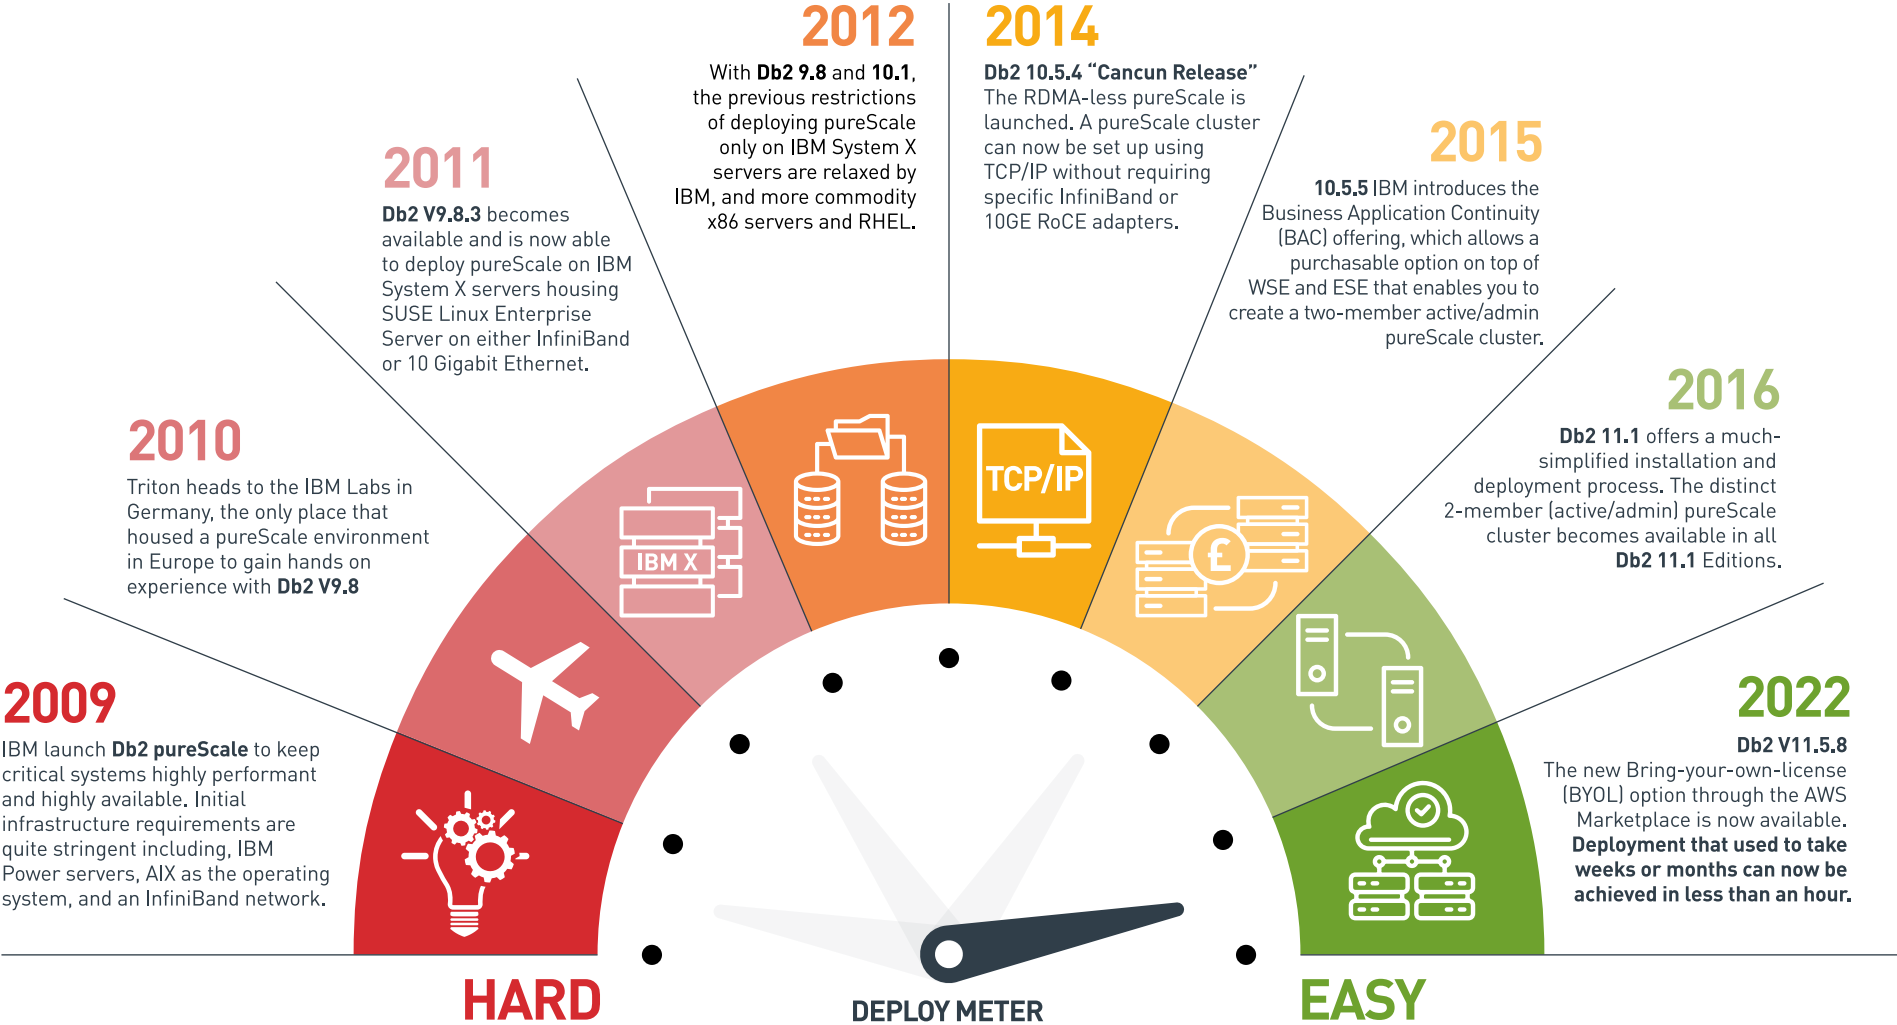 2009
IBM launch Db2 pureScale to keep
critical systems highly performant
and highly available. Initial
infrastructure requirements are
quite stringent including, IBM
Power servers, AIX as the operating
system, and an InfiniBand network.
2010
Triton heads to the IBM Labs in
Germany, the only place that
housed a pureScale environment
in Europe to gain hands on
experience with Db2 V9.8
2011
Db2 V9.8.3 becomes
available and is now able
to deploy pureScale on IBM
System X servers housing
SUSE Linux Enterprise
Server on either InfiniBand
or 10 Gigabit Ethernet.
2012
With Db2 9.8 and 10.1,
the previous restrictions
of deploying pureScale
only on IBM System X
servers are relaxed by
IBM, and more commodity
x86 servers and RHEL.
2014
Db2 10.5.4 “Cancun Release”
The RDMA-less pureScale is
launched. A pureScale cluster
can now be set up using
TCP/IP without requiring
specific InfiniBand or
10GE RoCE adapters.
2015
10.5.5 IBM introduces the
Business Application Continuity
(BAC) offering, which allows a
purchasable option on top of
WSE and ESE that enables you to
create a two-member active/admin
pureScale cluster.
2016
Db2 11.1 offers a much-
simplified installation and
deployment process. The distinct
2-member (active/admin) pureScale
cluster becomes available in all
Db2 11.1 Editions.
2022
Db2 V11.5.8
The new Bring-your-own-license
(BYOL) option through the AWS
Marketplace is now available.
Deployment that used to take
weeks or months can now be
achieved in less than an hour.
IBM X
TCP/IP
£
HARD
DEPLOY METER
EASY